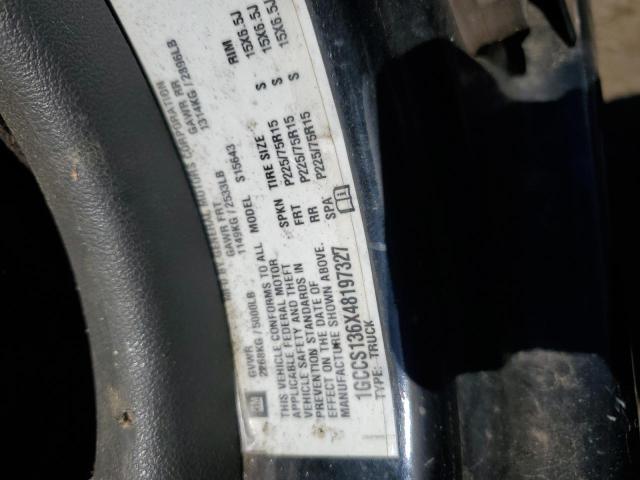 MFD BY GENERAL MOTORS CORPORATION
GVWR GAWR FRT GAWR RR
2268KG / 5000LB 1149KG / 2533LB 1314KG / 2896LB
THIS VEHICLE CONFORMS TO ALL
APPLICABLE FEDERAL MOTOR
VEHICLE SAFETY AND THEFT
PREVENTION STANDARDS IN
EFFECT ON THE DATE OF
MANUFACTURE SHOWN ABOVE.
1GCCS136X48197327
TYPE: TRUCK
MODEL S15643
TIRE SIZE RIM
SPKN P225/75R15 S 15X6.5J
FRT P225/75R15 S 15X6.5J
RR P225/75R15 S 15X6.5J
SPA